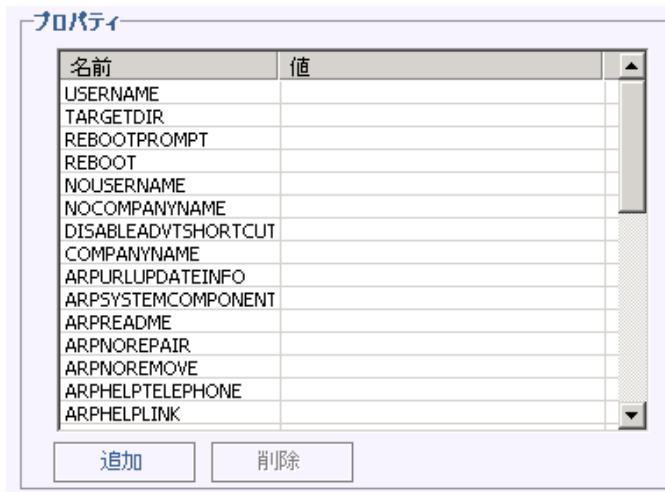 プロパティ
名前 値
USERNAME
TARGETDIR
REBOOTPROMPT
REBOOT
NOUSERNAME
NOCOMPANYNAME
DISABLEADVTSHORTCUT
COMPANYNAME
ARPURLUPDATEINFO
ARPSYSTEMCOMPONENT
ARPREADME
ARPNOREPAIR
ARPNOREMOVE
ARPHELPTELEPHONE
ARPHELPLINK
追加 削除